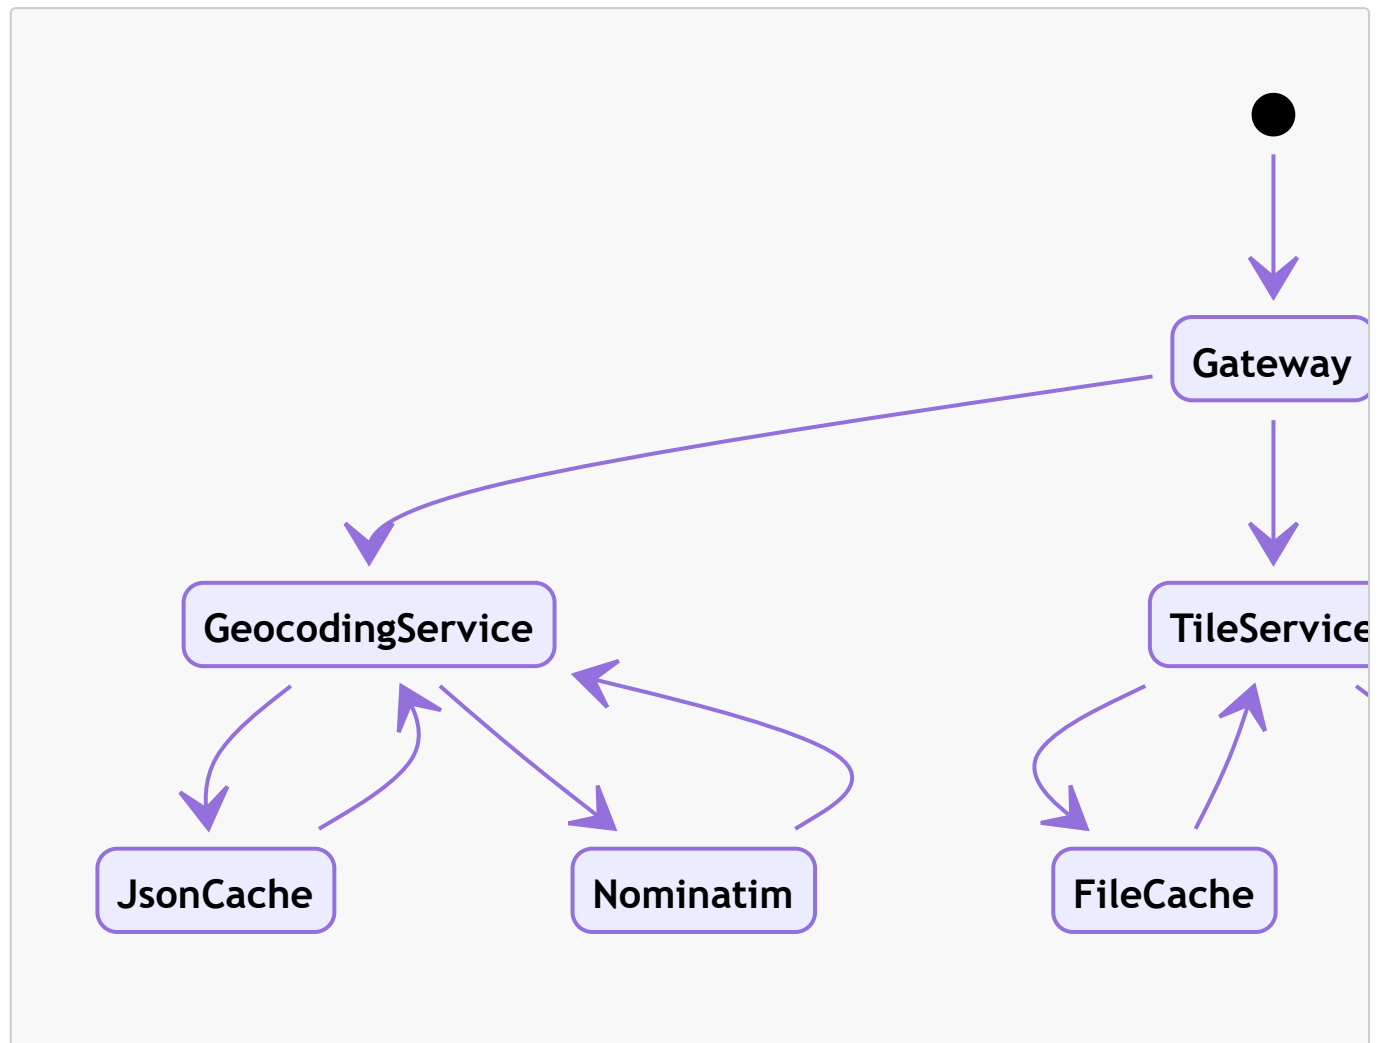 Gateway
GeocodingService
TileService
JsonCache
Nominatim
FileCache